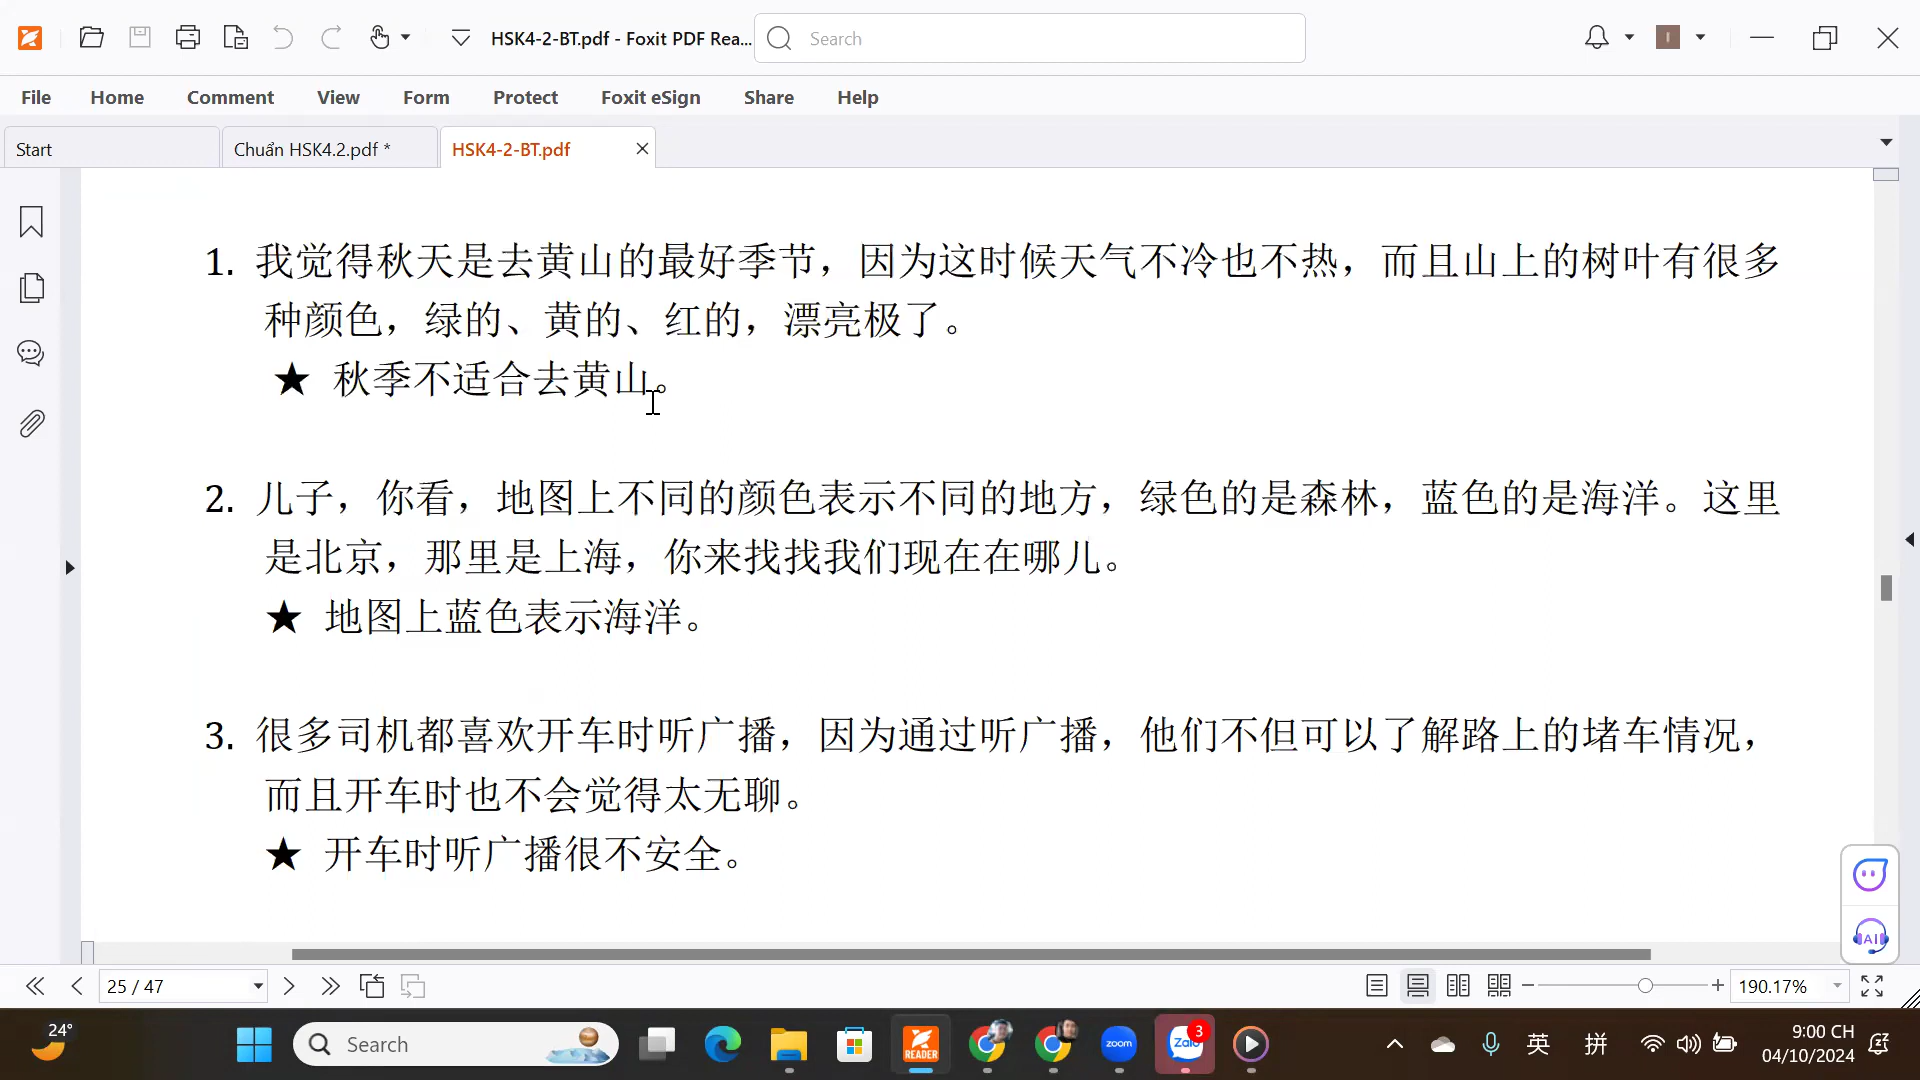 HSK4-2-BT.pdf - Foxit PDF Rea...
Search
File Home Comment View Form Protect Foxit eSign Share Help
Start
Chuẩn HSK4.2.pdf *
HSK4-2-BT.pdf
1. 我觉得秋天是去黄山的最好季节，因为这时候天气不冷也不热，而且山上的树叶有很多
种颜色，绿的、黄的、红的，漂亮极了。
★ 秋季不适合去黄山。
2. 儿子，你看，地图上不同的颜色表示不同的地方，绿色的是森林，蓝色的是海洋。这里
是北京，那里是上海，你来找找我们现在在哪儿。
★ 地图上蓝色表示海洋。
3. 很多司机都喜欢开车时听广播，因为通过听广播，他们不但可以了解路上的堵车情况，
而且开车时也不会觉得太无聊。
★ 开车时听广播很不安全。
AI
25 / 47
190.17%
24°
Search
READER
zoom
Zalo
3
英
拼
9:00 CH
04/10/2024